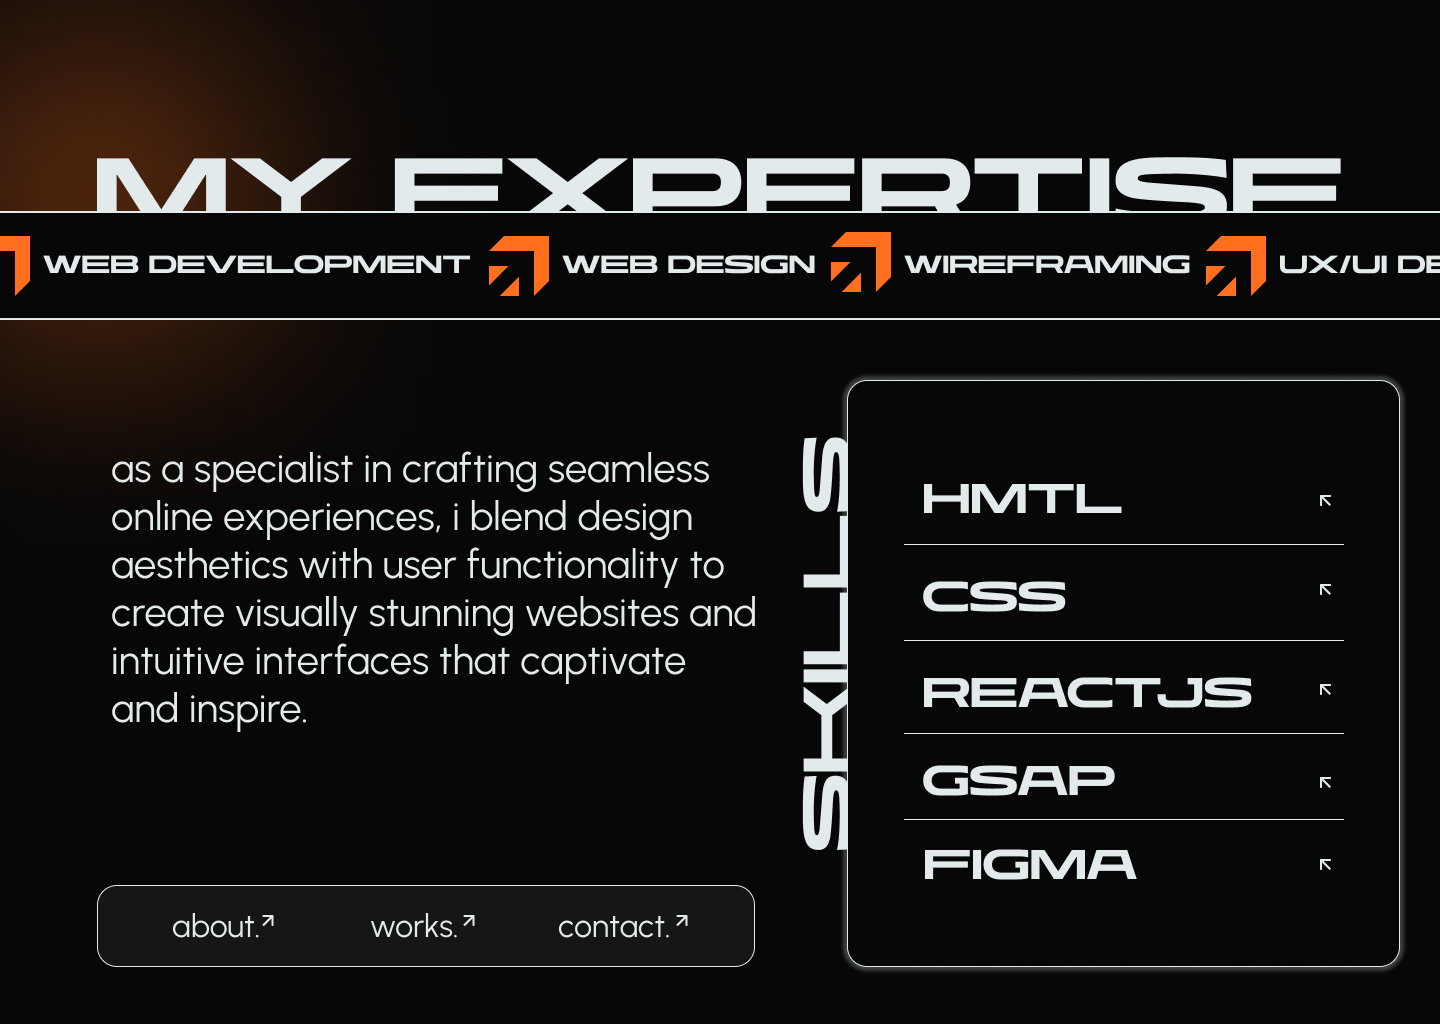 MY EXPERTISE
WEB DEVELOPMENT WEB DESIGN WIREFRAMING UX/UI DE
as a specialist in crafting seamless
online experiences, i blend design
aesthetics with user functionality to
create visually stunning websites and
intuitive interfaces that captivate
and inspire.
SKILLS
HMTL
CSS
REACTJS
GSAP
FIGMA
about. works. contact.